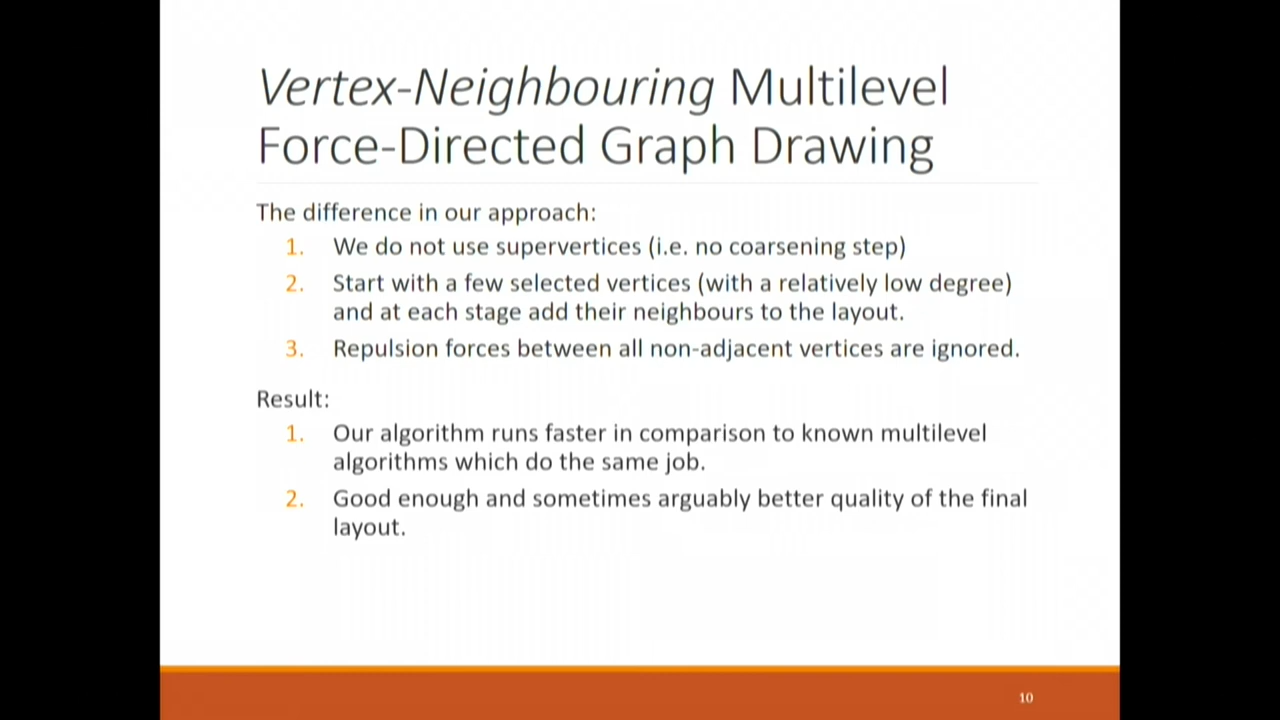 Vertex-Neighbouring Multilevel
Force-Directed Graph Drawing
The difference in our approach:
1. We do not use supervertices (i.e. no coarsening step)
2. Start with a few selected vertices (with a relatively low degree)
and at each stage add their neighbours to the layout.
3. Repulsion forces between all non-adjacent vertices are ignored.
Result:
1. Our algorithm runs faster in comparison to known multilevel
algorithms which do the same job.
2. Good enough and sometimes arguably better quality of the final
layout.
10